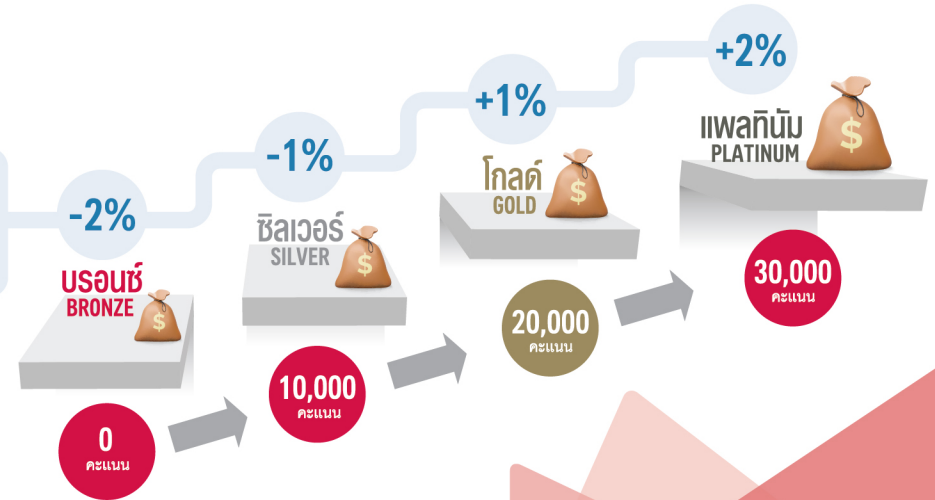 -2%
บรอนซ์
BRONZE
$
0
คะแนน
-1%
ซิลเวอร์
SILVER
$
10,000
คะแนน
+1%
โกลด์
GOLD
$
20,000
คะแนน
+2%
แพลทินัม
PLATINUM
$
30,000
คะแนน